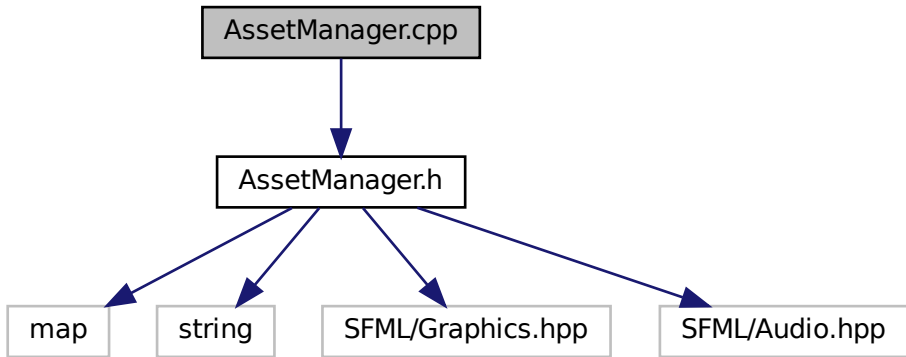 AssetManager.cpp
AssetManager.h
map
string
SFML/Graphics.hpp
SFML/Audio.hpp